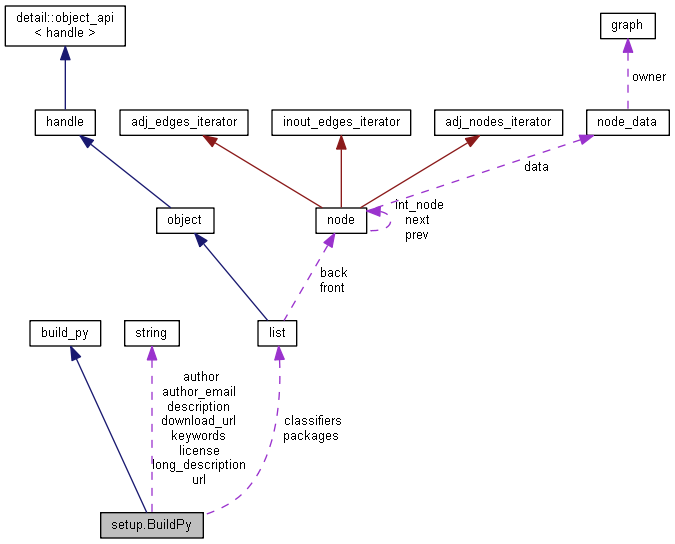 detail::object_api
< handle >
graph
owner
handle
adj_edges_iterator
inout_edges_iterator
adj_nodes_iterator
node_data
data
object
node
int_node
next
prev
back
front
build_py
string
list
author
author_email
description
download_url
keywords
license
long_description
url
classifiers
packages
setup.BuildPy